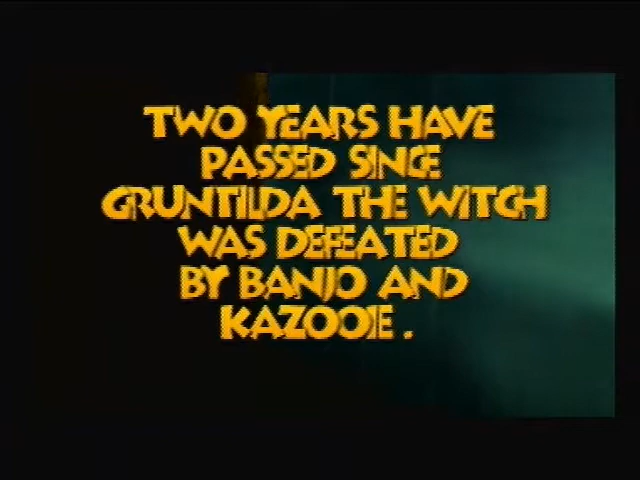 TWO YEARS HAVE
PASSED SINCE
GRUNTILDA THE WITCH
WAS DEFEATED
BY BANJO AND
KAZOOIE .